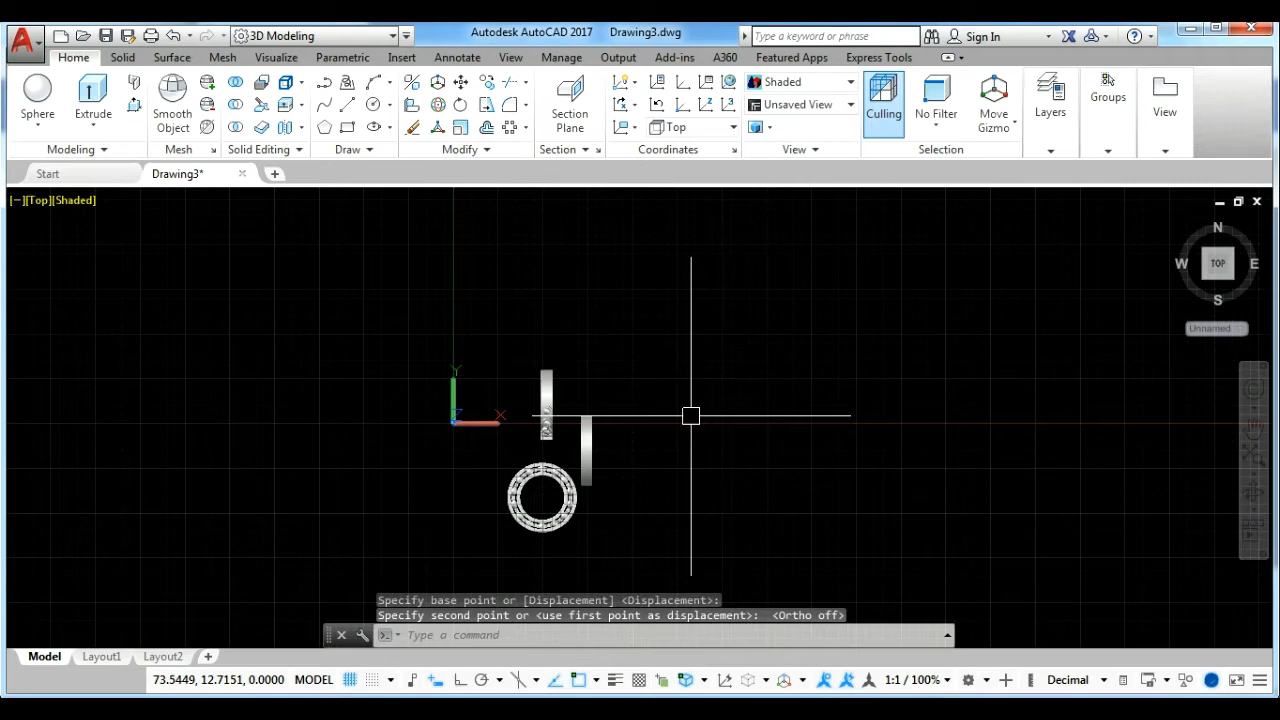 3D Modeling
Autodesk AutoCAD 2017 Drawing3.dwg
Type a keyword or phrase
Sign In
Home Solid Surface Mesh Visualize Parametric Insert Annotate View Manage Output Add-ins A360 Featured Apps Express Tools
Shaded
Unsaved View
Top
Sphere Extrude Smooth Object Section Plane Culling No Filter Move Gizmo Layers Groups View
Modeling Mesh Solid Editing Draw Modify Section Coordinates View Selection
Start Drawing3* +
[−][Top][Shaded]
N
W TOP E
S
Unnamed
Y
X
Specify base point or [Displacement] <Displacement>:
Specify second point or <use first point as displacement>: <Ortho off>
Type a command
Model Layout1 Layout2 +
73.5449, 12.7151, 0.0000 MODEL 1:1 / 100% Decimal